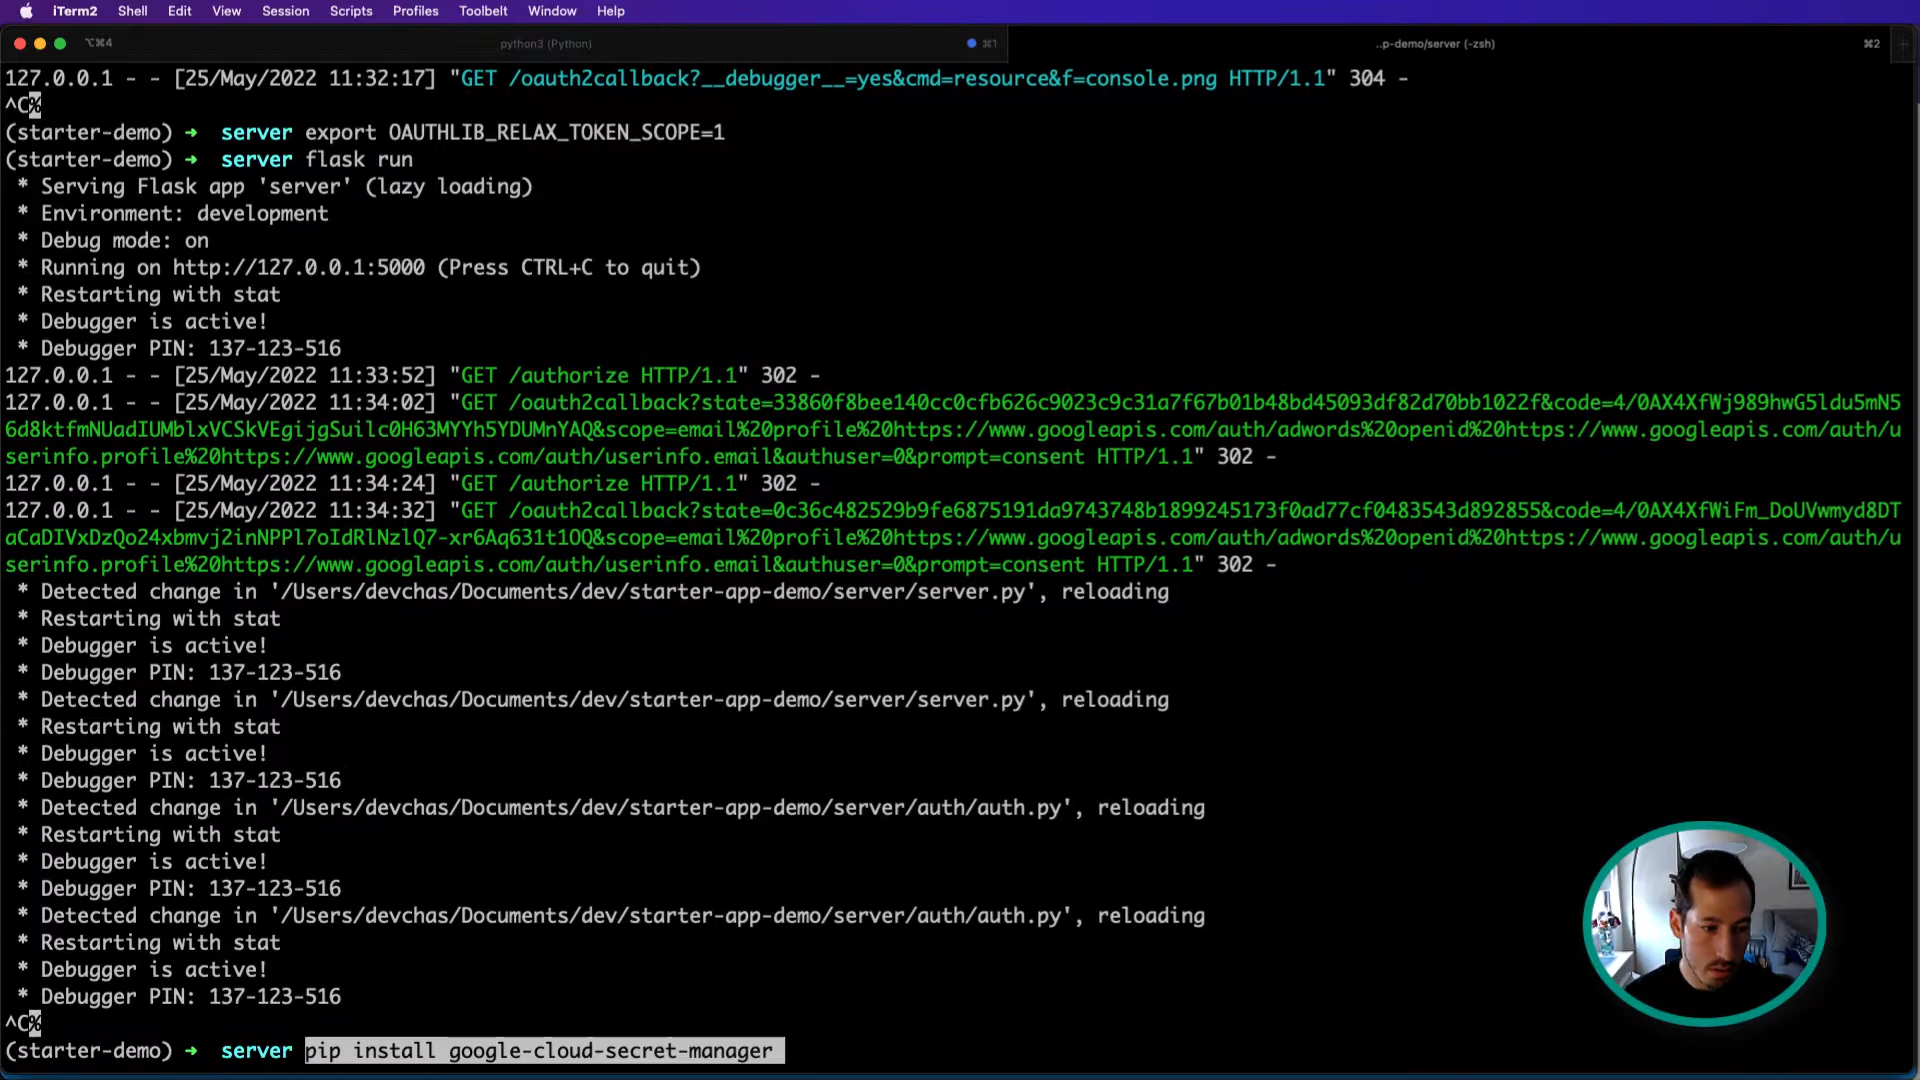 iTerm2 Shell Edit View Session Scripts Profiles Toolbelt Window Help
⌥⌘4 python3 (Python) ⌘1 ..p-demo/server (-zsh) ⌘2
127.0.0.1 - - [25/May/2022 11:32:17] "GET /oauth2callback?__debugger__=yes&cmd=resource&f=console.png HTTP/1.1" 304 -
^C%
(starter-demo) → server export OAUTHLIB_RELAX_TOKEN_SCOPE=1
(starter-demo) → server flask run
* Serving Flask app 'server' (lazy loading)
* Environment: development
* Debug mode: on
* Running on http://127.0.0.1:5000 (Press CTRL+C to quit)
* Restarting with stat
* Debugger is active!
* Debugger PIN: 137-123-516
127.0.0.1 - - [25/May/2022 11:33:52] "GET /authorize HTTP/1.1" 302 -
127.0.0.1 - - [25/May/2022 11:34:02] "GET /oauth2callback?state=33860f8bee140cc0cfb626c9023c9c31a7f67b01b48bd45093df82d70bb1022f&code=4/0AX4XfWj989hwG5ldu5mN5
6d8ktfmNUadIUMblxVCSkVEgijgSuilc0H63MYYh5YDUMnYAQ&scope=email%20profile%20https://www.googleapis.com/auth/adwords%20openid%20https://www.googleapis.com/auth/u
serinfo.profile%20https://www.googleapis.com/auth/userinfo.email&authuser=0&prompt=consent HTTP/1.1" 302 -
127.0.0.1 - - [25/May/2022 11:34:24] "GET /authorize HTTP/1.1" 302 -
127.0.0.1 - - [25/May/2022 11:34:32] "GET /oauth2callback?state=0c36c482529b9fe6875191da9743748b1899245173f0ad77cf0483543d892855&code=4/0AX4XfWiFm_DoUVwmyd8DT
aCaDIVxDzQo24xbmvj2inNPPl7oIdRlNzlQ7-xr6Aq631t1OQ&scope=email%20profile%20https://www.googleapis.com/auth/adwords%20openid%20https://www.googleapis.com/auth/u
serinfo.profile%20https://www.googleapis.com/auth/userinfo.email&authuser=0&prompt=consent HTTP/1.1" 302 -
* Detected change in '/Users/devchas/Documents/dev/starter-app-demo/server/server.py', reloading
* Restarting with stat
* Debugger is active!
* Debugger PIN: 137-123-516
* Detected change in '/Users/devchas/Documents/dev/starter-app-demo/server/server.py', reloading
* Restarting with stat
* Debugger is active!
* Debugger PIN: 137-123-516
* Detected change in '/Users/devchas/Documents/dev/starter-app-demo/server/auth/auth.py', reloading
* Restarting with stat
* Debugger is active!
* Debugger PIN: 137-123-516
* Detected change in '/Users/devchas/Documents/dev/starter-app-demo/server/auth/auth.py', reloading
* Restarting with stat
* Debugger is active!
* Debugger PIN: 137-123-516
^C%
(starter-demo) → server pip install google-cloud-secret-manager